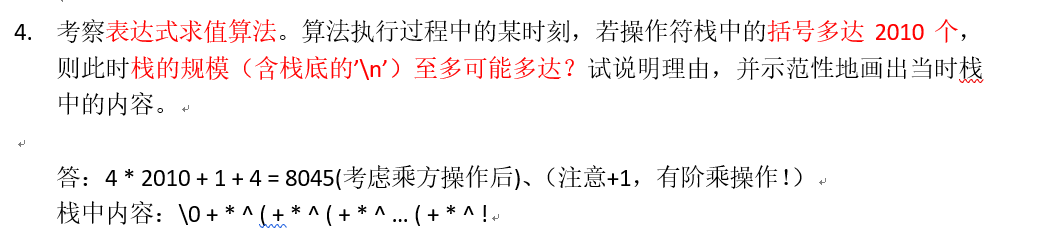 4. 考察表达式求值算法。算法执行过程中的某时刻，若操作符栈中的括号多达 2010 个，
则此时栈的规模（含栈底的'\n'）至多可能多达？试说明理由，并示范性地画出当时栈
中的内容。
答：4 * 2010 + 1 + 4 = 8045(考虑乘方操作后)、（注意+1，有阶乘操作！）
栈中内容：\0 + * ^ ( + * ^ ( + * ^ ... ( + * ^ !